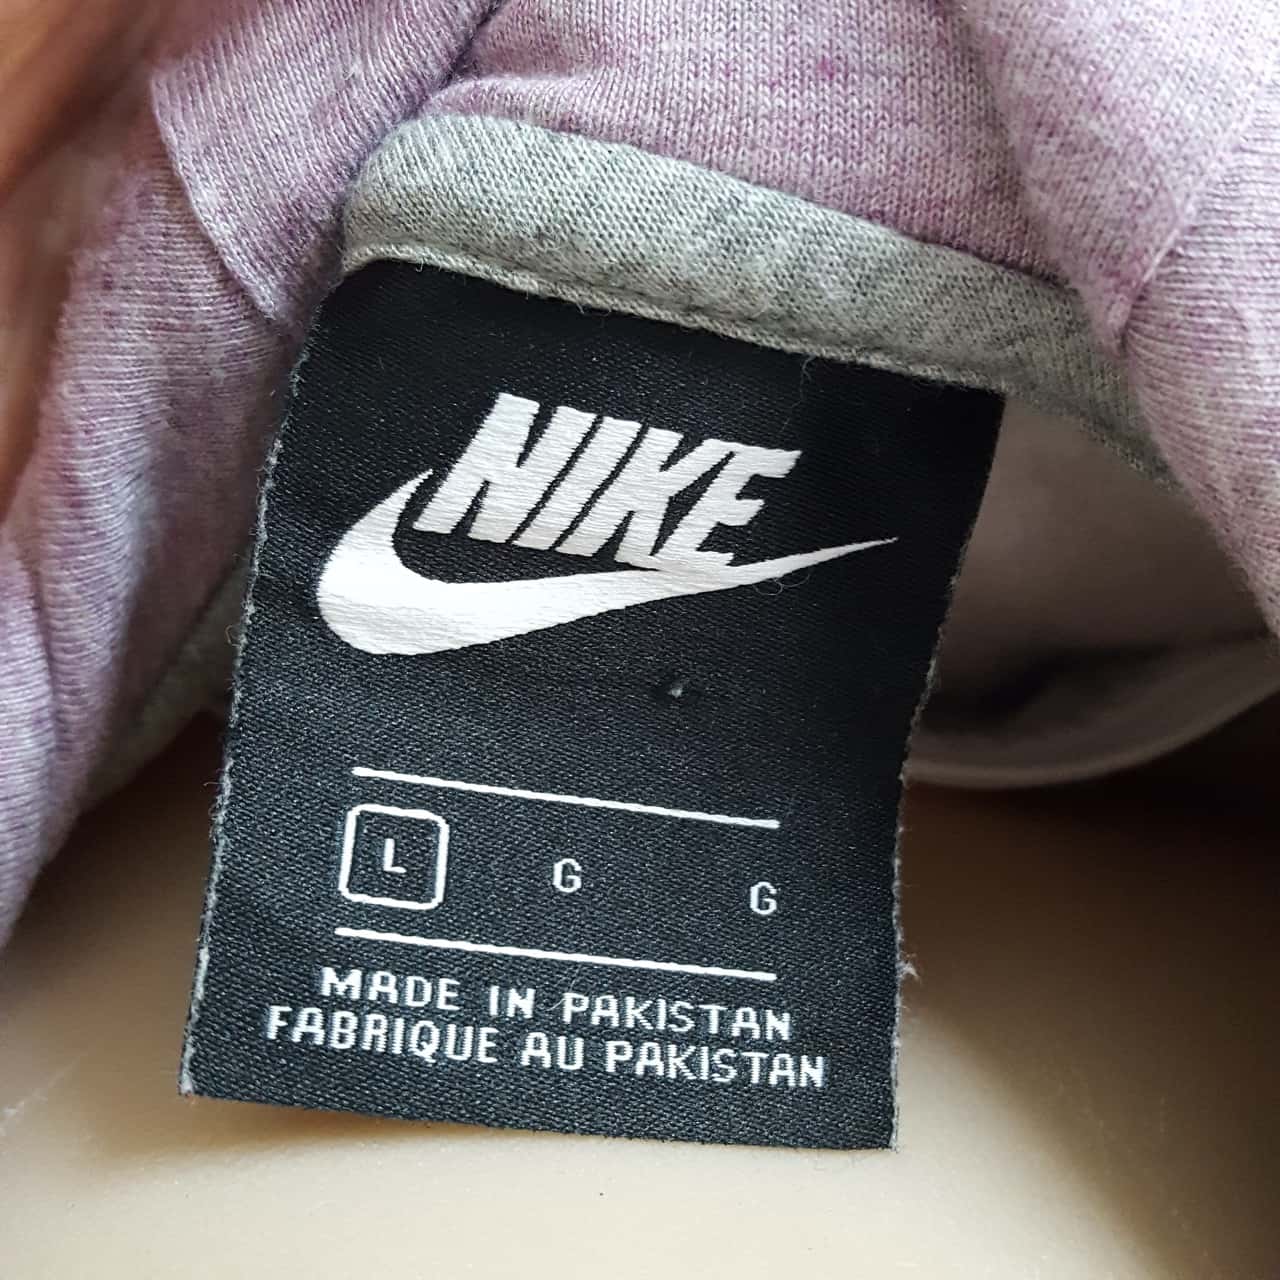 NIKE
L G G
MADE IN PAKISTAN
FABRIQUE AU PAKISTAN